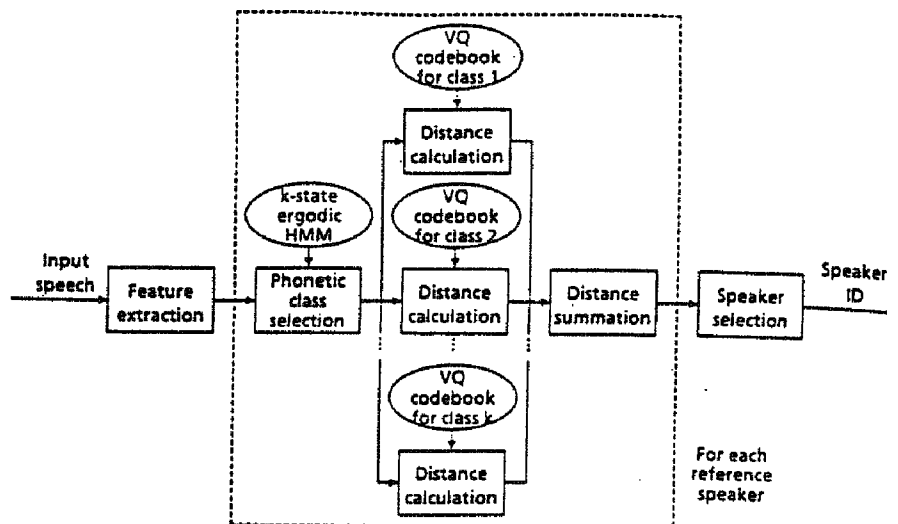 VQ
codebook
for class 1
Distance
calculation
k-state
ergodic
HMM
VQ
codebook
for class 2
Input
speech
Feature
extraction
Phonetic
class
selection
Distance
calculation
Distance
summation
Speaker
selection
Speaker
ID
VQ
codebook
for class k
Distance
calculation
For each
reference
speaker